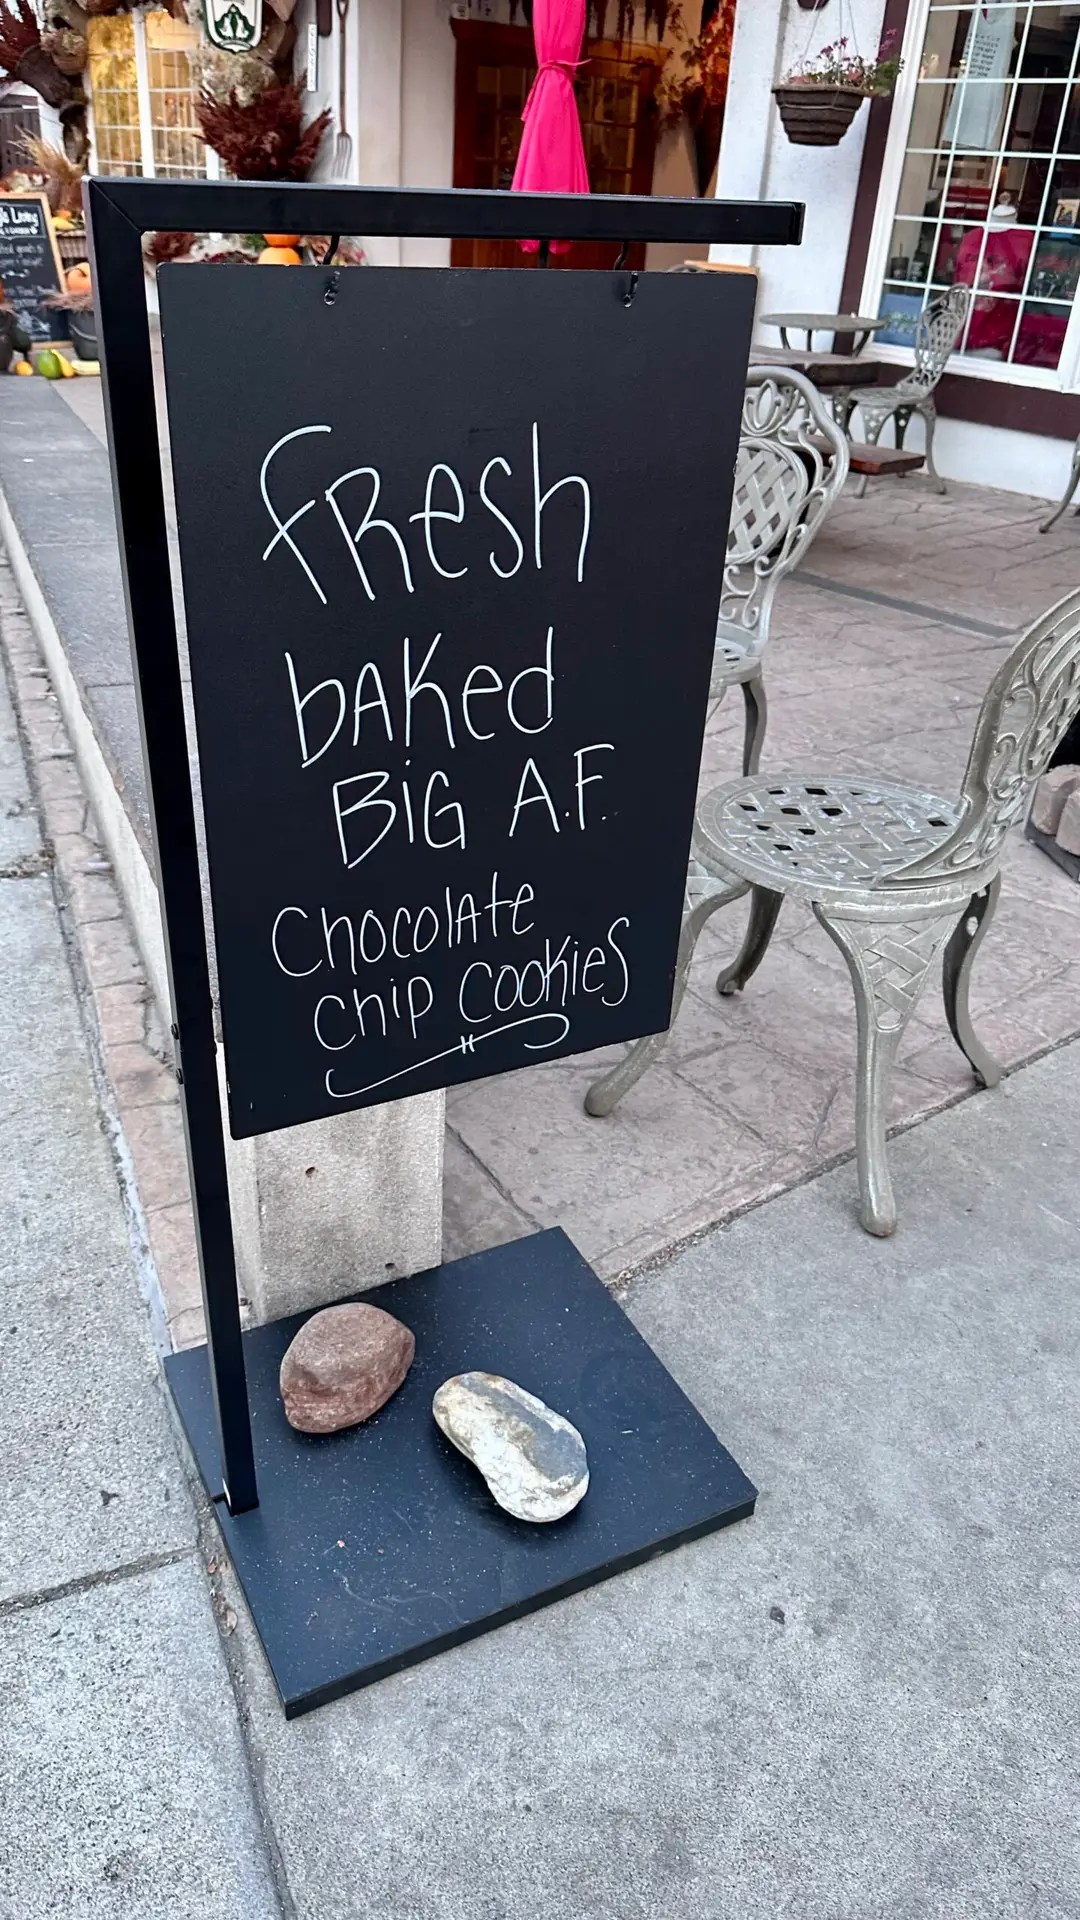 fResh
bAKed
BiG A.F.
ChocolAte
chip CooKieS